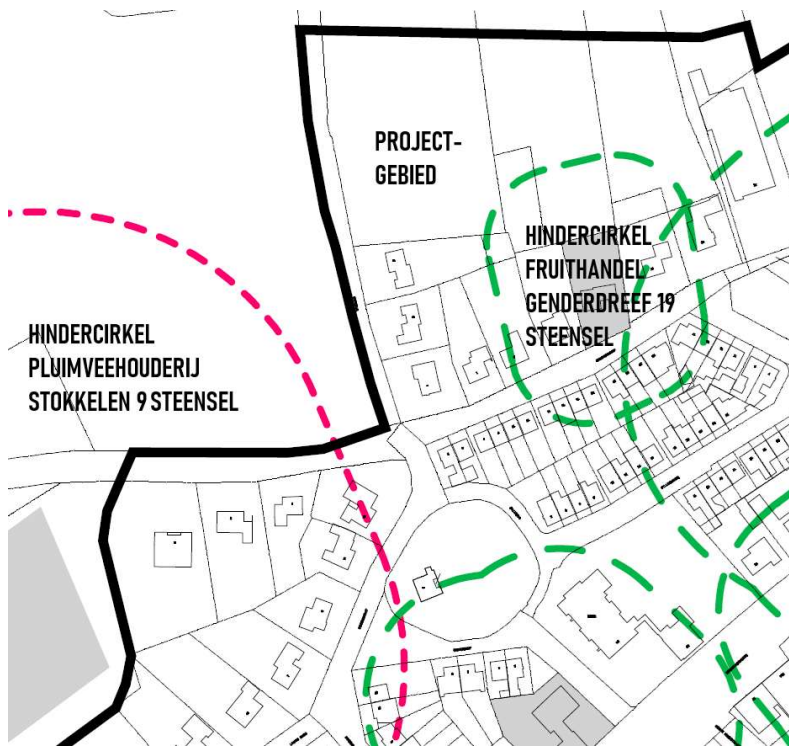 PROJECT-
GEBIED
HINDERCIRKEL
FRUITHANDEL
GENDERDREEF 19
STEENSEL
HINDERCIRKEL
PLUIMVEEHOUDERIJ
STOKKELEN 9 STEENSEL